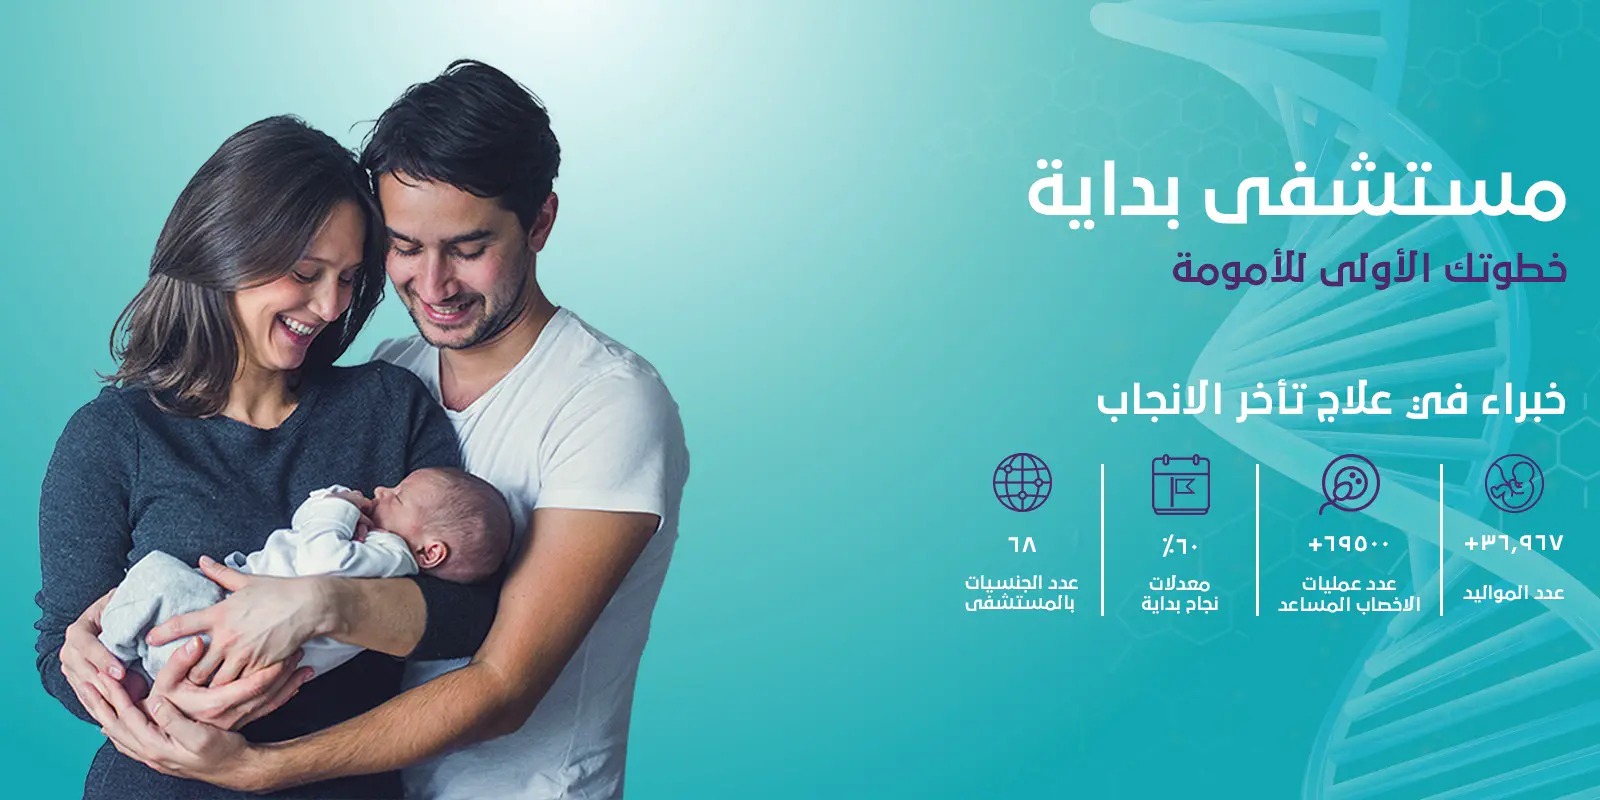 مستشفى بداية
خطوتك الأولى للأمومة
خبراء في علاج تأخر الانجاب
+٣٦,٩٦٧
عدد المواليد
+٦٩٥٠٠
عدد عمليات
الاخصاب المساعد
٪٦٠
معدلات
نجاح بداية
٦٨
عدد الجنسيات
بالمستشفى